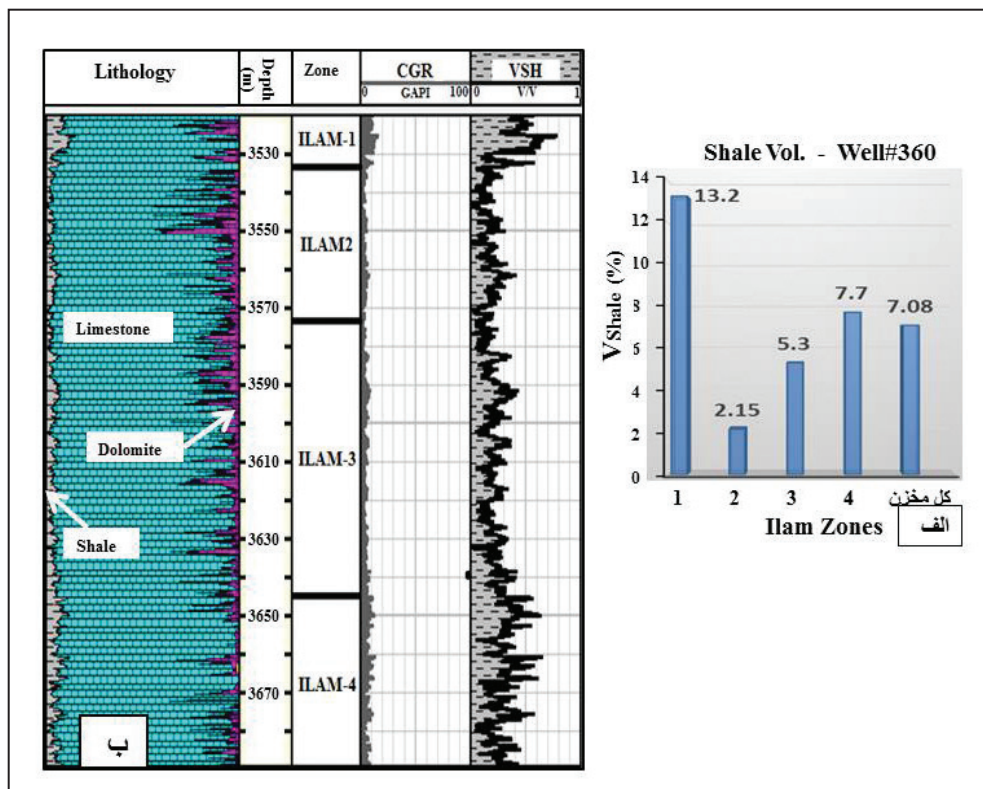 Lithology
Depth (m)
Zone
CGR
VSH
0 GAPI 100
0 V/V 1
ILAM-1
ILAM2
ILAM-3
ILAM-4
3530
3550
3570
3590
3610
3630
3650
3670
Limestone
Dolomite
Shale
ب
Shale Vol. - Well#360
VShale (%)
14
12
10
8
6
4
2
0
13.2
2.15
5.3
7.7
7.08
1 2 3 4 کل مخزن
Ilam Zones
الف